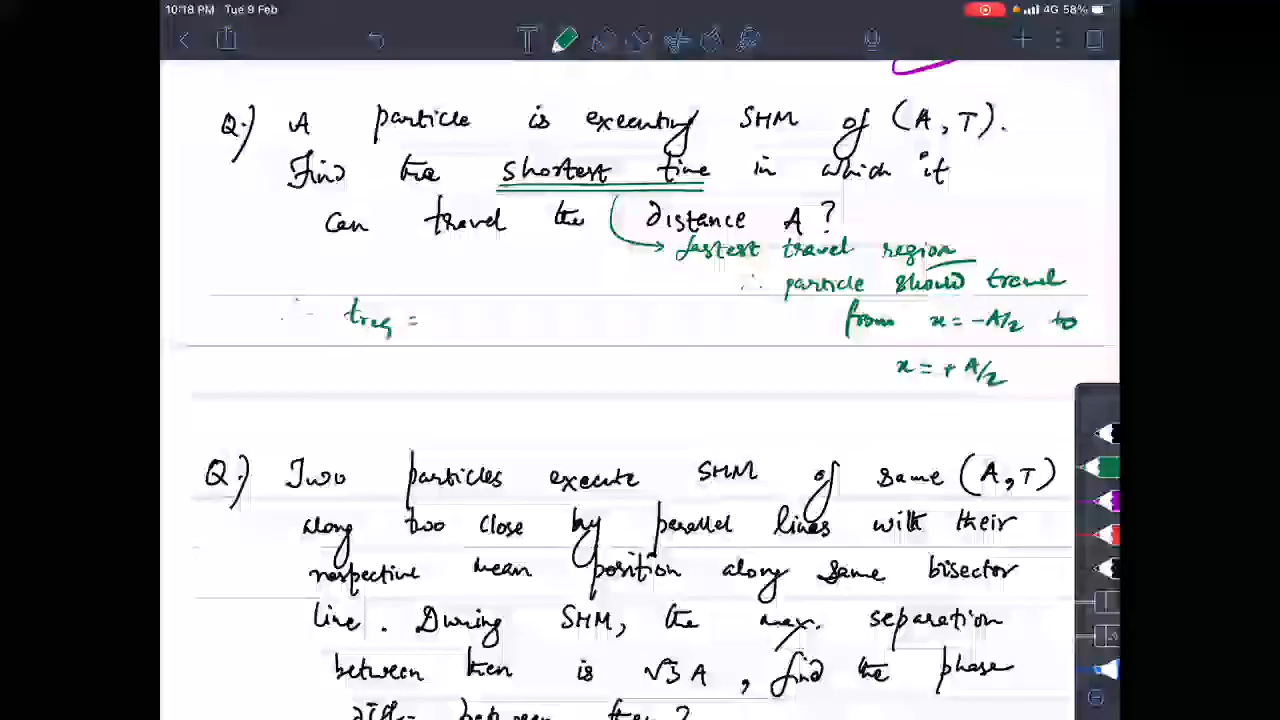 10:18 PM Tue 9 Feb
4G 58%
Q.) A particle is executing SHM of (A, T).
Find the shortest time in which it
can travel the distance A?
→ fastest travel region
∴ particle should travel
from x = -A/2 to
x = + A/2
∴ treq =
Q.) Two particles execute SHM of same (A, T)
along two close by parallel lines with their
respective mean position along same bisector
line. During SHM, the max. separation
between then is √3 A, find the phase
between them?